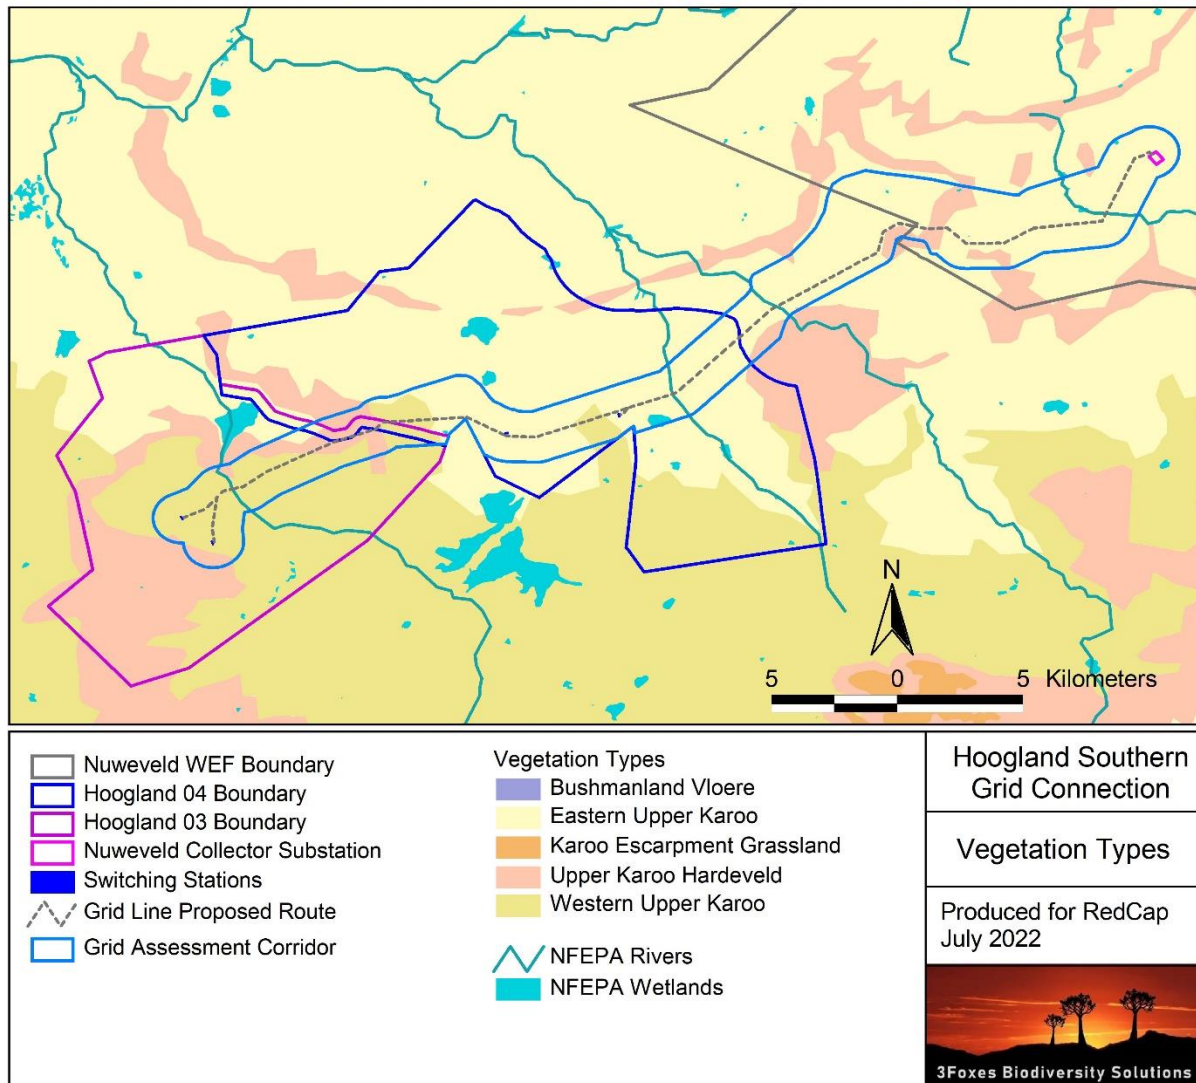 N
5 0 5 Kilometers
Nuweveld WEF Boundary
Hoogland 04 Boundary
Hoogland 03 Boundary
Nuweveld Collector Substation
Switching Stations
Grid Line Proposed Route
Grid Assessment Corridor
Vegetation Types
Bushmanland Vloere
Eastern Upper Karoo
Karoo Escarpment Grassland
Upper Karoo Hardeveld
Western Upper Karoo
NFEPA Rivers
NFEPA Wetlands
Hoogland Southern
Grid Connection
Vegetation Types
Produced for RedCap
July 2022
3Foxes Biodiversity Solutions